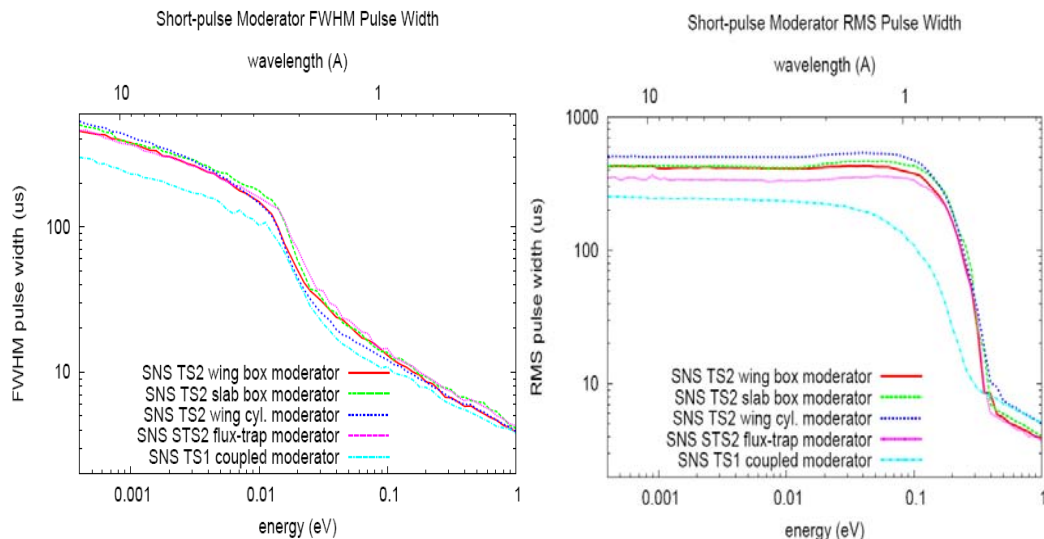 Short-pulse Moderator FWHM Pulse Width
wavelength (A)
10
1
100
10
FWHM pulse width (us)
SNS TS2 wing box moderator
SNS TS2 slab box moderator
SNS TS2 wing cyl. moderator
SNS STS2 flux-trap moderator
SNS TS1 coupled moderator
0.001
0.01
0.1
1
energy (eV)
Short-pulse Moderator RMS Pulse Width
wavelength (A)
10
1
1000
100
10
RMS pulse width (us)
SNS TS2 wing box moderator
SNS TS2 slab box moderator
SNS TS2 wing cyl. moderator
SNS STS2 flux-trap moderator
SNS TS1 coupled moderator
0.001
0.01
0.1
1
energy (eV)